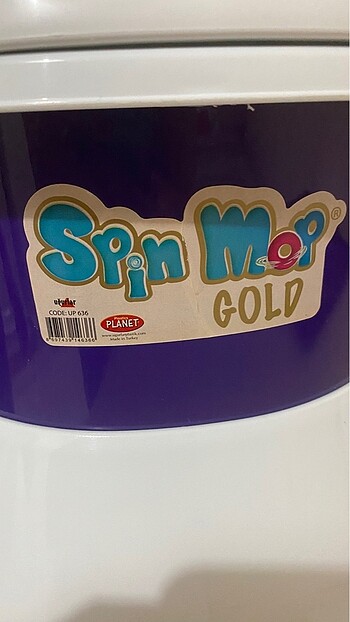 Spin Mop®
GOLD
CODE: UP 636
PLANET
Made in Turkey